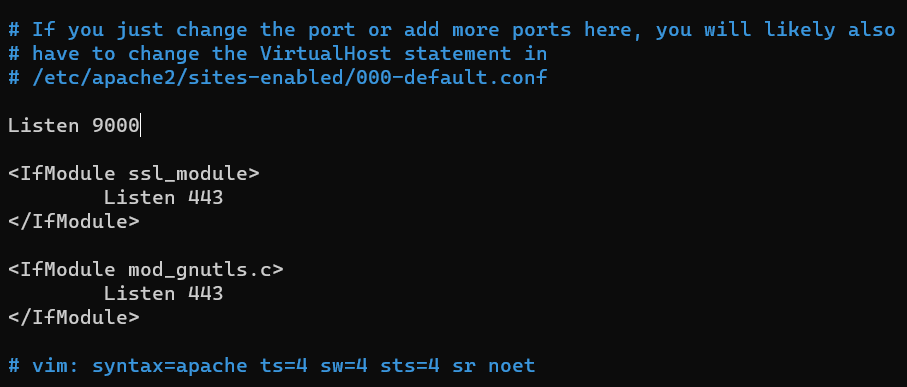 # If you just change the port or add more ports here, you will likely also
# have to change the VirtualHost statement in
# /etc/apache2/sites-enabled/000-default.conf
Listen 9000
<IfModule ssl_module>
Listen 443
</IfModule>
<IfModule mod_gnutls.c>
Listen 443
</IfModule>
# vim: syntax=apache ts=4 sw=4 sts=4 sr noet